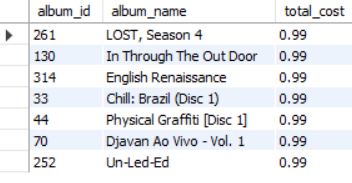 album_id album_name total_cost
261 LOST, Season 4 0.99
130 In Through The Out Door 0.99
314 English Renaissance 0.99
33 Chill: Brazil (Disc 1) 0.99
44 Physical Graffiti [Disc 1] 0.99
70 Djavan Ao Vivo - Vol. 1 0.99
252 Un-Led-Ed 0.99